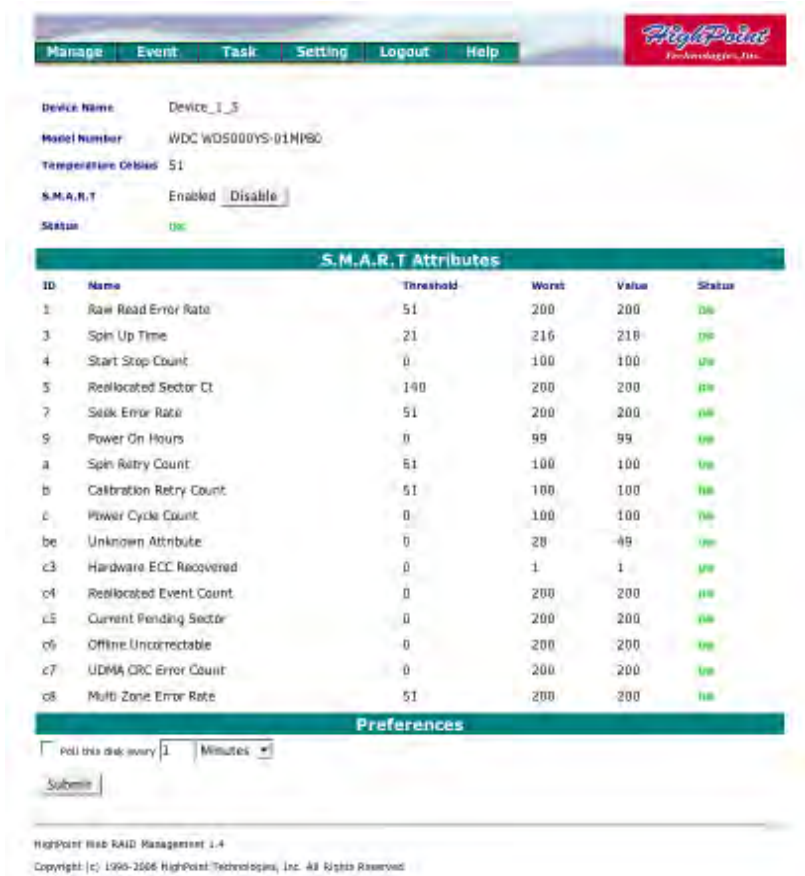 Manage Event Task Setting Logout Help
HighPoint
Technologies, Inc.
Device Name Device_1_5
Model Number WDC WD5000YS-01MPB0
Temperature Celsius 51
S.M.A.R.T Enabled Disable
Status OK
S.M.A.R.T Attributes
ID Name Threshold Worst Value Status
1 Raw Read Error Rate 51 200 200 OK
3 Spin Up Time 21 216 218 OK
4 Start Stop Count 0 100 100 OK
5 Reallocated Sector Ct 140 200 200 OK
7 Seek Error Rate 51 200 200 OK
9 Power On Hours 0 99 99 OK
a Spin Retry Count 51 100 100 OK
b Calibration Retry Count 51 100 100 OK
c Power Cycle Count 0 100 100 OK
be Unknown Attribute 0 28 49 OK
c3 Hardware ECC Recovered 0 1 1 OK
c4 Reallocated Event Count 0 200 200 OK
c5 Current Pending Sector 0 200 200 OK
c6 Offline Uncorrectable 0 200 200 OK
c7 UDMA CRC Error Count 0 200 200 OK
c8 Multi Zone Error Rate 51 200 200 OK
Preferences
Poll this disk every 1 Minutes
Submit
HighPoint Web RAID Management 1.4
Copyright (c) 1996-2006 HighPoint Technologies, Inc. All Rights Reserved